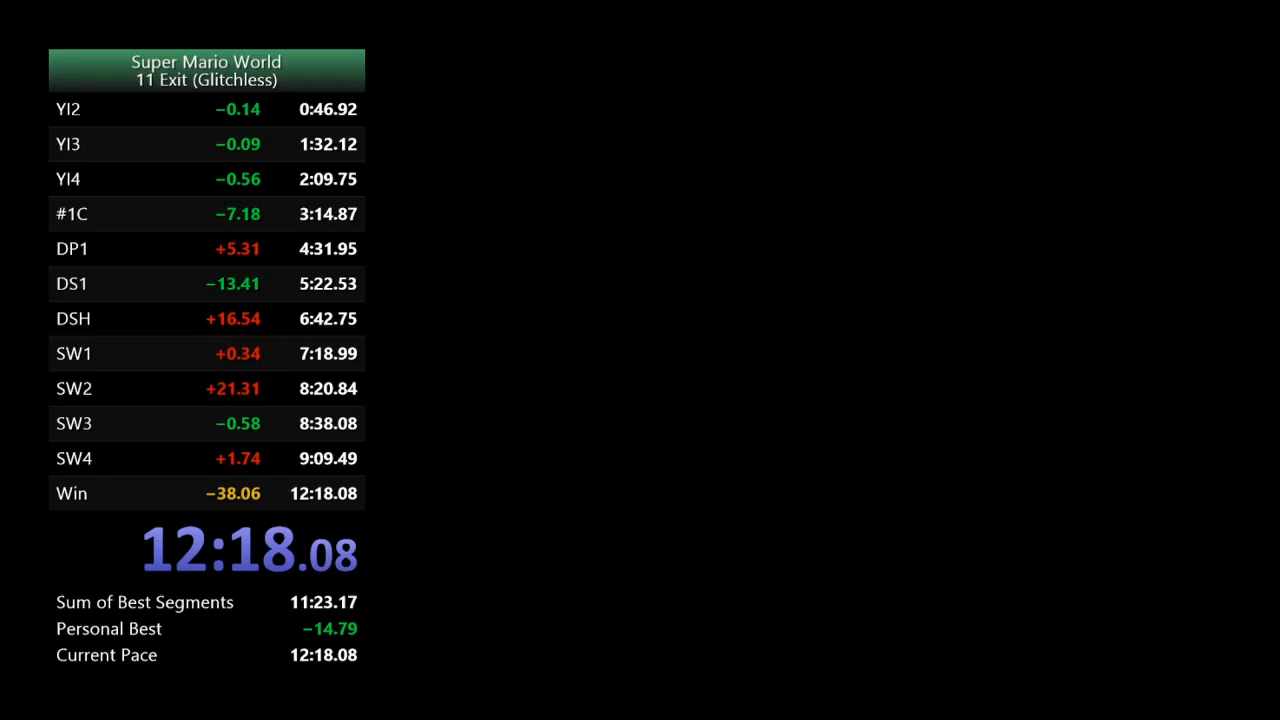 Super Mario World
11 Exit (Glitchless)
YI2 −0.14 0:46.92
YI3 −0.09 1:32.12
YI4 −0.56 2:09.75
#1C −7.18 3:14.87
DP1 +5.31 4:31.95
DS1 −13.41 5:22.53
DSH +16.54 6:42.75
SW1 +0.34 7:18.99
SW2 +21.31 8:20.84
SW3 −0.58 8:38.08
SW4 +1.74 9:09.49
Win −38.06 12:18.08
12:18.08
Sum of Best Segments 11:23.17
Personal Best −14.79
Current Pace 12:18.08